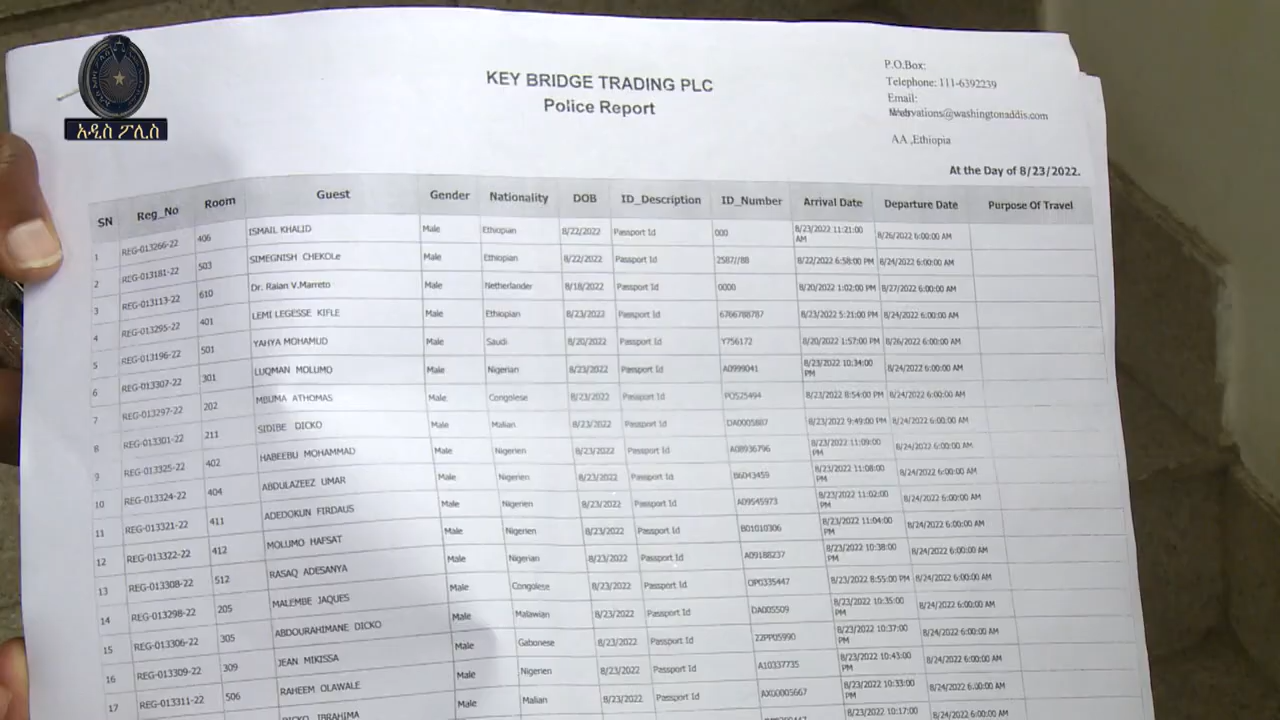 አዲስ ፖሊስ
KEY BRIDGE TRADING PLC
Police Report
P.O.Box:
Telephone: 111-6392239
Email:
@washingtonaddis.com
AA ,Ethiopia
At the Day of 8/23/2022.
SN Reg_No Room Guest Gender Nationality DOB ID_Description ID_Number Arrival Date Departure Date Purpose Of Travel
1 REG-013266-22 406 ISMAIL KHALID Male Ethiopian 8/22/2022 Passport Id 000 8/23/2022 11:21:00 AM 8/26/2022 6:00:00 AM
2 REG-013181-22 503 SIMEGNISH CHEKOLe Male Ethiopian 8/22/2022 Passport Id 2587//88 8/22/2022 6:58:00 PM 8/24/2022 6:00:00 AM
3 REG-013113-22 610 Dr. Raian V.Marreto Male Netherlander 8/18/2022 Passport Id 0000 8/20/2022 1:02:00 PM 8/27/2022 6:00:00 AM
4 REG-013295-22 401 LEMI LEGESSE KIFLE Male Ethiopian 8/23/2022 Passport Id 6766788787 8/23/2022 5:21:00 PM 8/24/2022 6:00:00 AM
5 REG-013196-22 501 YAHYA MOHAMUD Male Saudi 8/20/2022 Passport Id Y756172 8/20/2022 1:57:00 PM 8/26/2022 6:00:00 AM
6 REG-013307-22 301 LUQMAN MOLUMO Male Nigerian 8/23/2022 Passport Id A0999041 8/23/2022 10:34:00 PM 8/24/2022 6:00:00 AM
7 REG-013297-22 202 MBUMA ATHOMAS Male Congolese 8/23/2022 Passport Id PO525494 8/23/2022 8:54:00 PM 8/24/2022 6:00:00 AM
8 REG-013301-22 211 SIDIBE DICKO Male Malian 8/23/2022 Passport Id DA0005887 8/23/2022 9:49:00 PM 8/24/2022 6:00:00 AM
9 REG-013325-22 402 HABEEBU MOHAMMAD Male Nigerien 8/23/2022 Passport Id A08936796 8/23/2022 11:09:00 PM 8/24/2022 6:00:00 AM
10 REG-013324-22 404 ABDULAZEEZ UMAR Male Nigerien 8/23/2022 Passport Id B6043459 8/23/2022 11:08:00 PM 8/24/2022 6:00:00 AM
11 REG-013321-22 411 ADEDOKUN FIRDAUS Male Nigerien 8/23/2022 Passport Id A09545973 8/23/2022 11:02:00 PM 8/24/2022 6:00:00 AM
12 REG-013322-22 412 MOLUMO HAFSAT Male Nigerien 8/23/2022 Passport Id B01010306 8/23/2022 11:04:00 PM 8/24/2022 6:00:00 AM
13 REG-013308-22 512 RASAQ ADESANYA Male Nigerian 8/23/2022 Passport Id A09188237 8/23/2022 10:38:00 PM 8/24/2022 6:00:00 AM
14 REG-013298-22 205 MALEMBE JAQUES Male Congolese 8/23/2022 Passport Id OP0335447 8/23/2022 8:55:00 PM 8/24/2022 6:00:00 AM
15 REG-013306-22 305 ABDOURAHIMANE DICKO Male Malawian 8/23/2022 Passport Id DA005509 8/23/2022 10:35:00 PM 8/24/2022 6:00:00 AM
16 REG-013309-22 309 JEAN MIKISSA Male Gabonese 8/23/2022 Passport Id 22PP05990 8/23/2022 10:37:00 PM 8/24/2022 6:00:00 AM
17 REG-013311-22 506 RAHEEM OLAWALE Male Nigerien 8/23/2022 Passport Id A10337735 8/23/2022 10:43:00 PM 8/24/2022 6:00:00 AM
DICKO IBRAHIMA Male Malian 8/23/2022 Passport Id AX00005667 8/23/2022 10:33:00 PM 8/24/2022 6:00:00 AM
8/23/2022 10:17:00 8/24/2022 6:00:00 AM